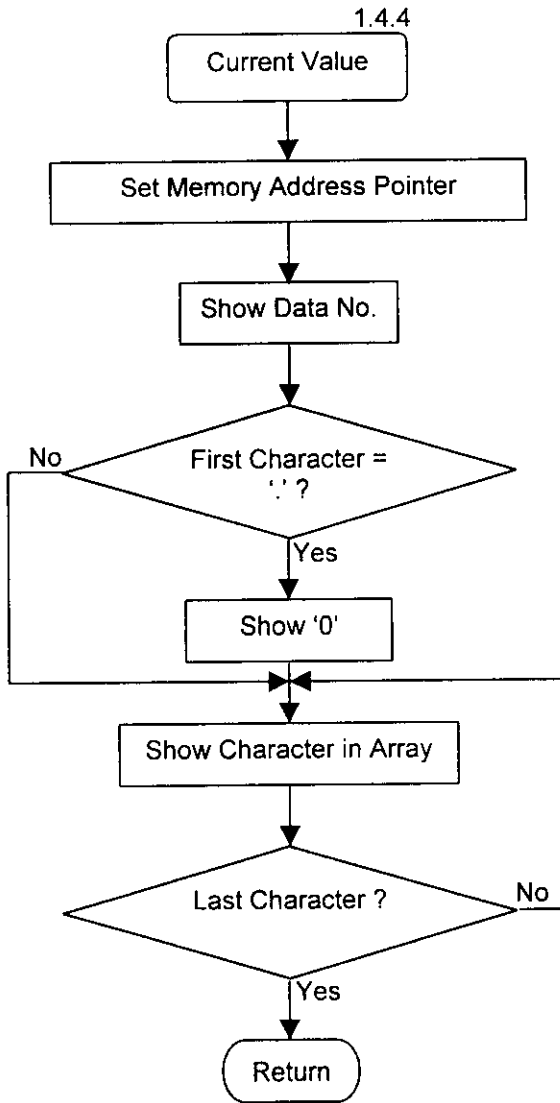 1.4.4
Current Value
Set Memory Address Pointer
Show Data No.
No
First Character =
‘.’ ?
Yes
Show ‘0’
Show Character in Array
Last Character ?
No
Yes
Return